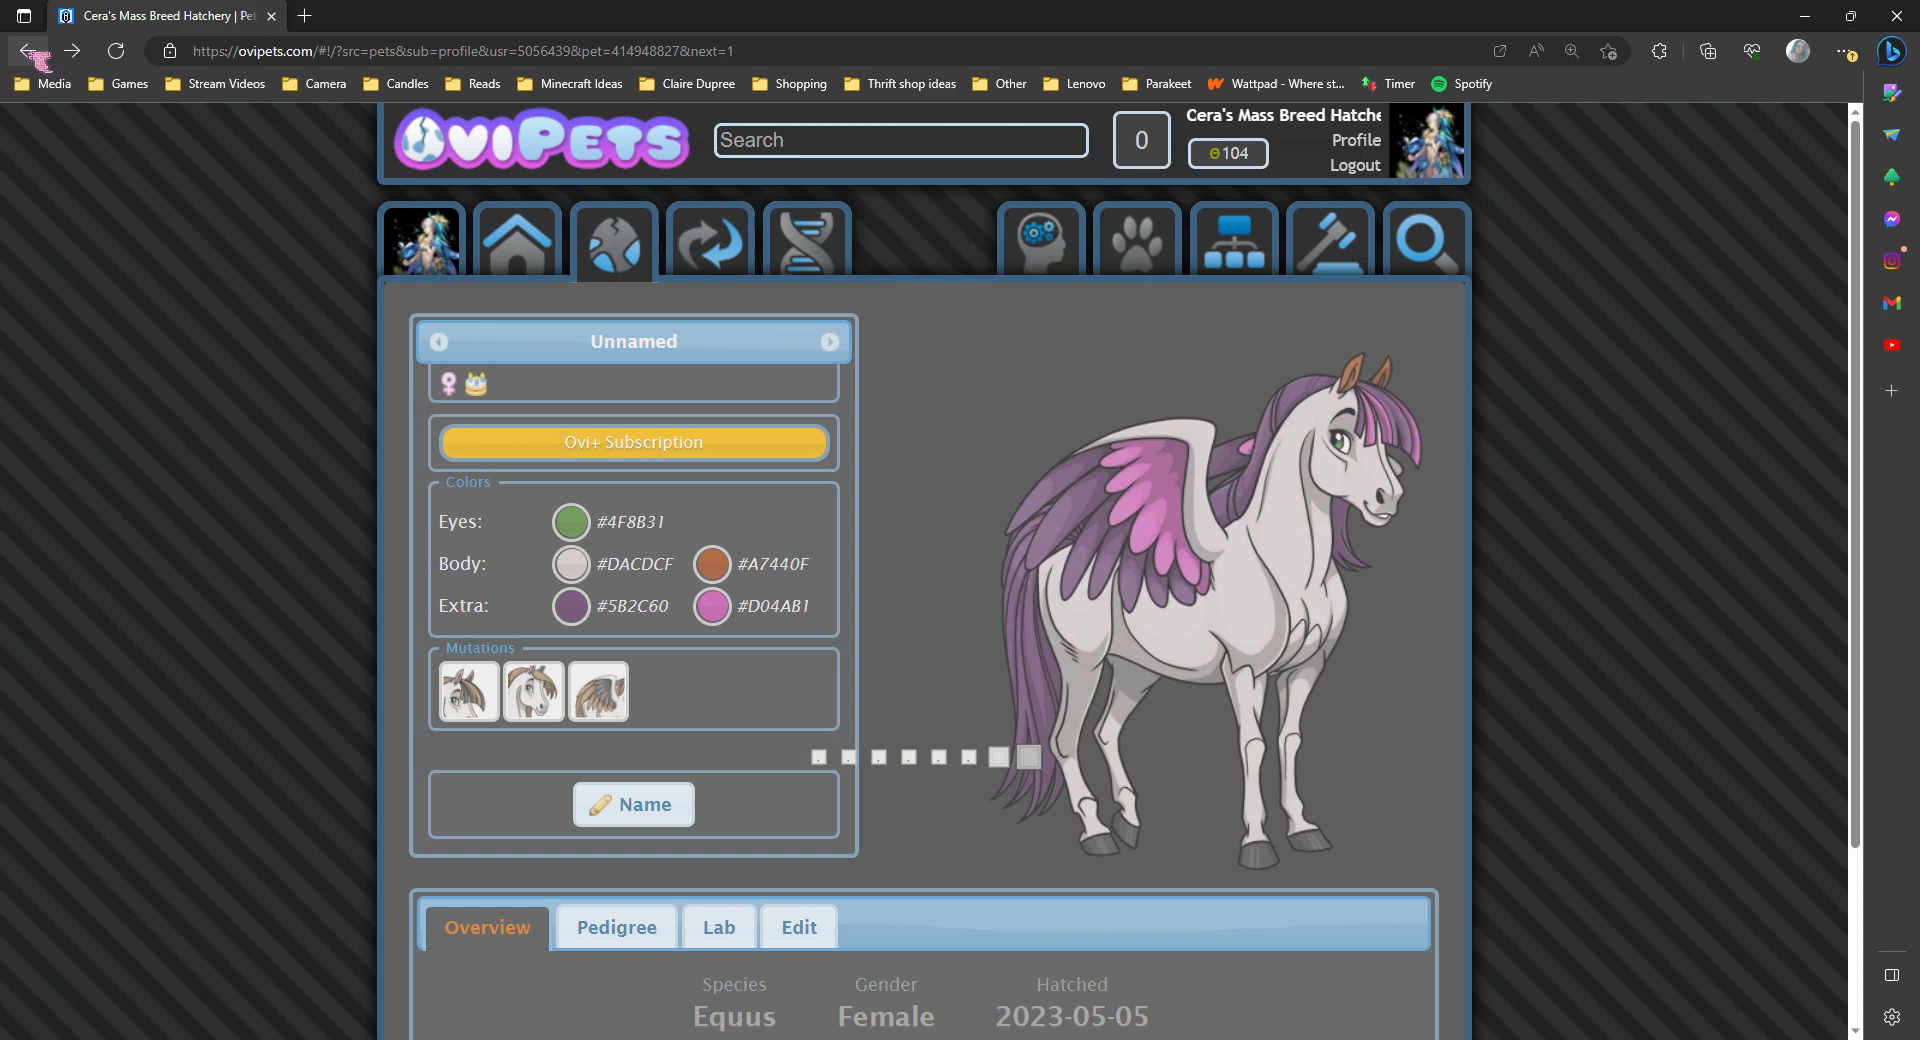 Cera's Mass Breed Hatchery | Pet
https://ovipets.com/#!/?src=pets&sub=profile&usr=5056439&pet=414948827&next=1
Media Games Stream Videos Camera Candles Reads Minecraft Ideas Claire Dupree Shopping Thrift shop ideas Other Lenovo Parakeet Wattpad - Where st... Timer Spotify
OviPets
Search
0
Cera's Mass Breed Hatche
104
Profile
Logout
Unnamed
Ovi+ Subscription
Colors
Eyes: #4F8B31
Body: #DACDCF #A7440F
Extra: #5B2C60 #D04AB1
Mutations
Name
Overview Pedigree Lab Edit
Species Gender Hatched
Equus Female 2023-05-05